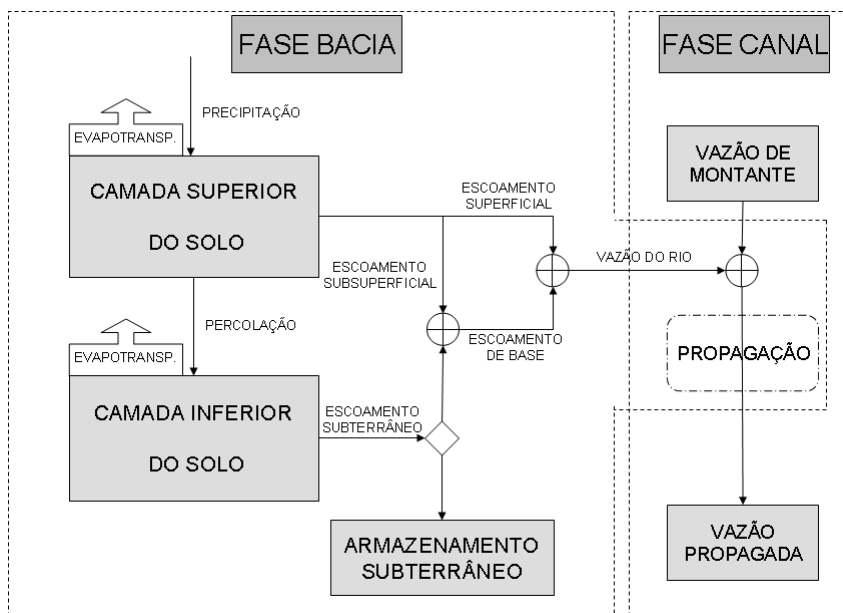 FASE BACIA
FASE CANAL
PRECIPITAÇÃO
EVAPOTRANSP.
CAMADA SUPERIOR
DO SOLO
ESCOAMENTO
SUPERFICIAL
VAZÃO DE
MONTANTE
ESCOAMENTO
SUBSUPERFICIAL
VAZÃO DO RIO
PERCOLAÇÃO
ESCOAMENTO
DE BASE
PROPAGAÇÃO
EVAPOTRANSP.
CAMADA INFERIOR
DO SOLO
ESCOAMENTO
SUBTERRÂNEO
ARMAZENAMENTO
SUBTERRÂNEO
VAZÃO
PROPAGADA